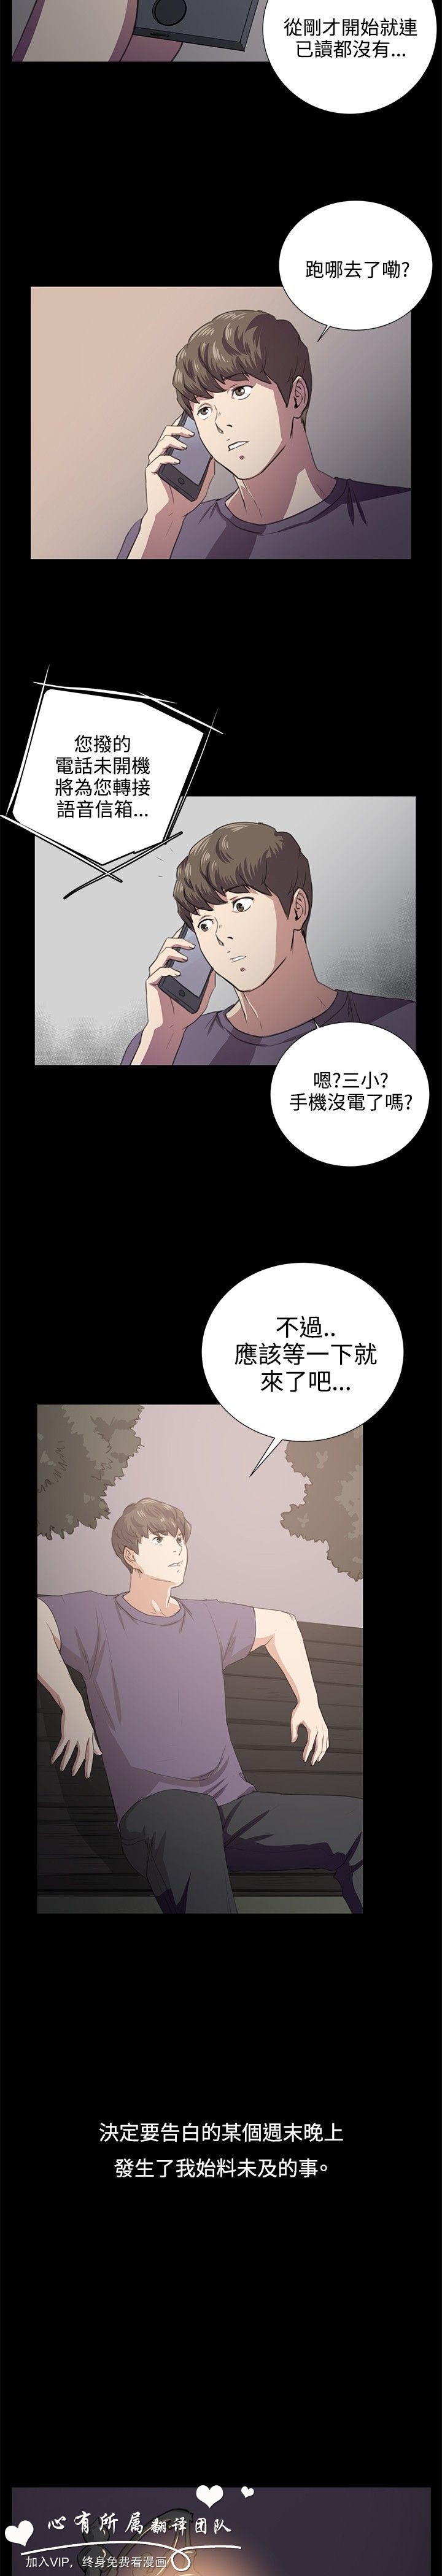 從剛才開始就連
已讀都沒有...
跑哪去了嘞?
您撥的
電話未開機
將為您轉接
語音信箱...
嗯?三小?
手機沒電了嗎?
不過..
應該等一下就
來了吧...
決定要告白的某個週末晚上
發生了我始料未及的事。
心有所属翻译团队
加入VIP，终身免费看漫画